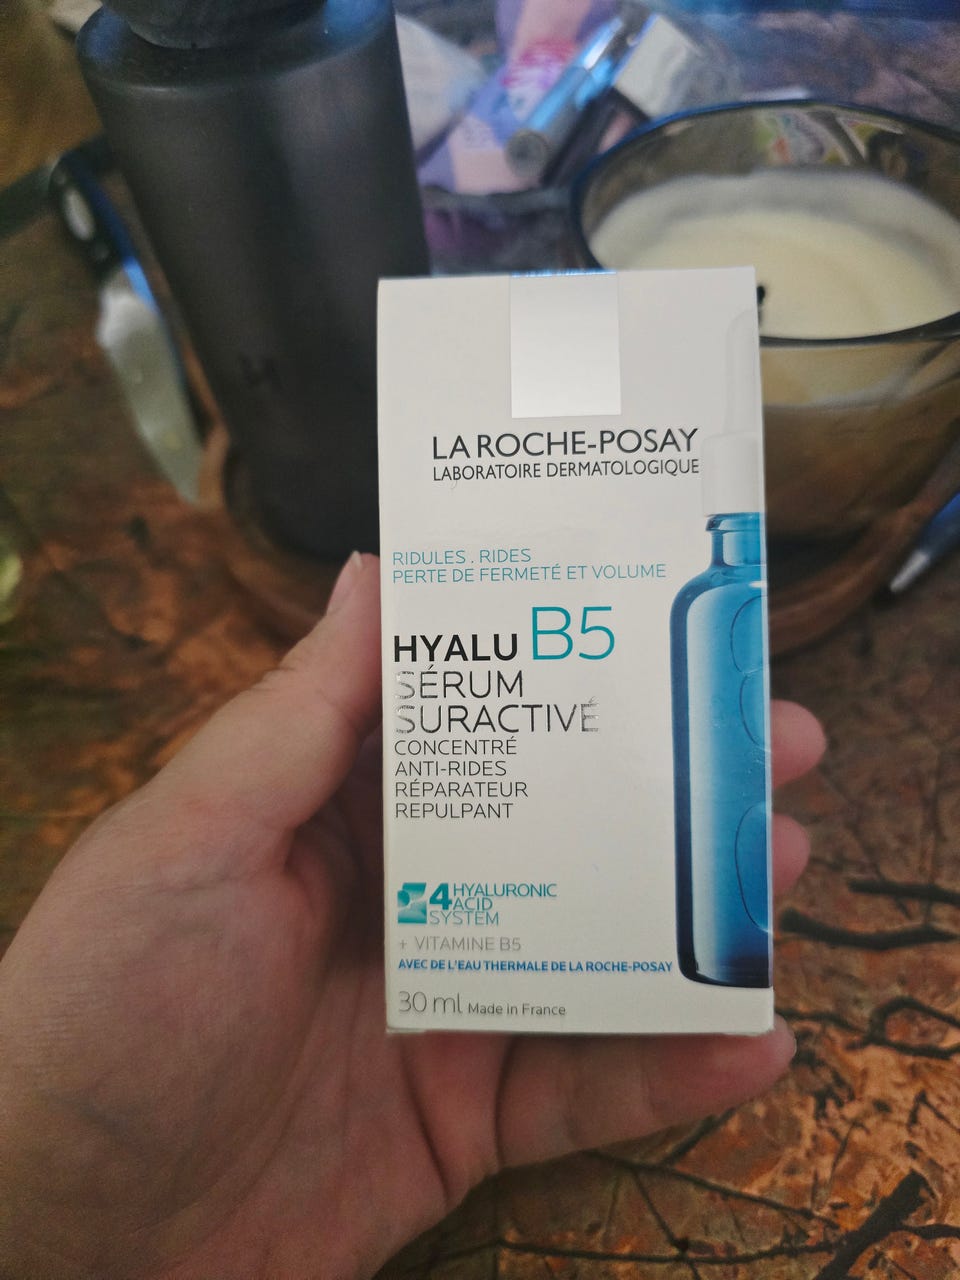 LA ROCHE-POSAY
LABORATOIRE DERMATOLOGIQUE
RIDULES . RIDES
PERTE DE FERMETÉ ET VOLUME
HYALU B5
SÉRUM
SURACTIVÉ
CONCENTRÉ
ANTI-RIDES
RÉPARATEUR
REPULPANT
4 HYALURONIC
ACID
SYSTEM
+ VITAMINE B5
AVEC DE L'EAU THERMALE DE LA ROCHE-POSAY
30 ml Made in France